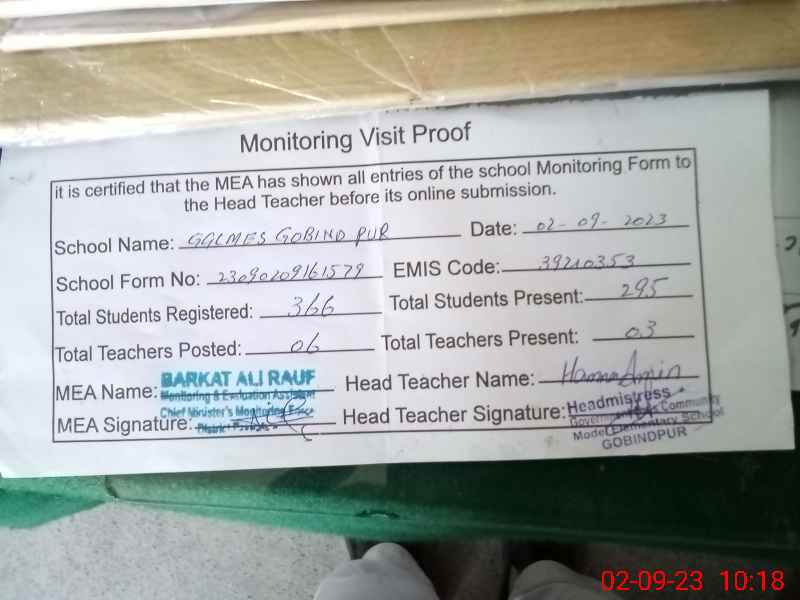 Monitoring Visit Proof
it is certified that the MEA has shown all entries of the school Monitoring Form to
the Head Teacher before its online submission.
School Name: GGCMES GOBIND PUR Date: 02-09-2023
School Form No: 23090209161579 EMIS Code: 39210353
Total Students Registered: 366 Total Students Present: 295
Total Teachers Posted: 06 Total Teachers Present: 03
MEA Name: BARKAT ALI RAUF Head Teacher Name:
Monitoring & Evaluation Assistant
Chief Minister's Monitoring Force
District
MEA Signature: Head Teacher Signature: Headmistress
Government Community
Model Elementary School
GOBINDPUR
02-09-23 10:18